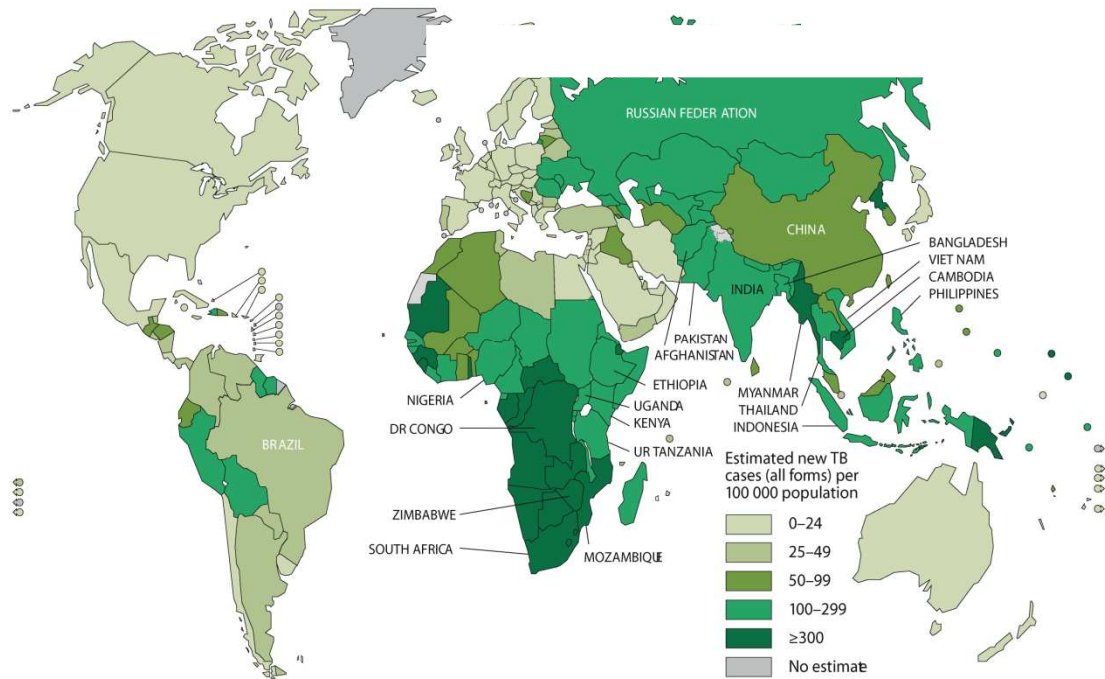 RUSSIAN FEDER ATION
CHINA
BANGLADESH
VIET NAM
CAMBODIA
PHILIPPINES
INDIA
PAKISTAN
AFGHANISTAN
ETHIOPIA
NIGERIA
UGANDA
KENYA
DR CONGO
UR TANZANIA
MYANMAR
THAILAND
INDONESIA
BRAZIL
ZIMBABWE
SOUTH AFRICA
MOZAMBIQUE
Estimated new TB
cases (all forms) per
100 000 population
0–24
25–49
50–99
100–299
≥300
No estimate